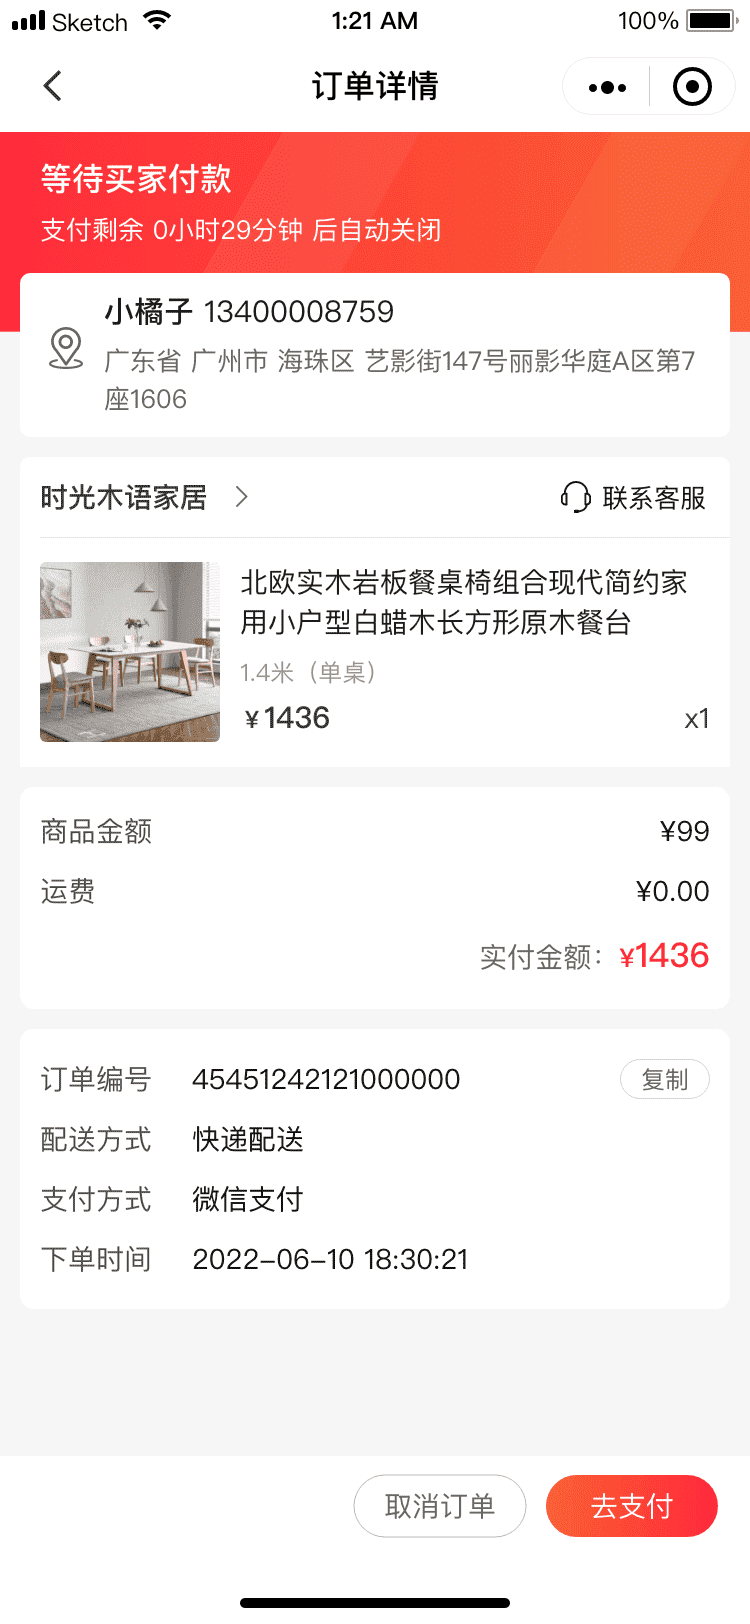 Sketch 1:21 AM 100%
订单详情
等待买家付款
支付剩余 0小时29分钟 后自动关闭
小橘子 13400008759
广东省 广州市 海珠区 艺影街147号丽影华庭A区第7
座1606
时光木语家居 联系客服
北欧实木岩板餐桌椅组合现代简约家
用小户型白蜡木长方形原木餐台
1.4米（单桌）
¥1436 x1
商品金额 ¥99
运费 ¥0.00
实付金额： ¥1436
订单编号 45451242121000000 复制
配送方式 快递配送
支付方式 微信支付
下单时间 2022-06-10 18:30:21
取消订单 去支付